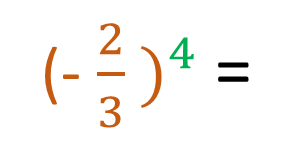 (- 2/3)^4 =